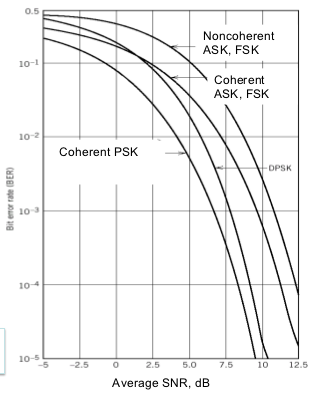 0.5
Noncoherent
ASK, FSK
10-1
Coherent
ASK, FSK
10-2
Coherent PSK
DPSK
Bit error rate (BER)
10-3
10-4
10-5
-5 -2.5 0 2.5 5.0 7.5 10 12.5
Average SNR, dB